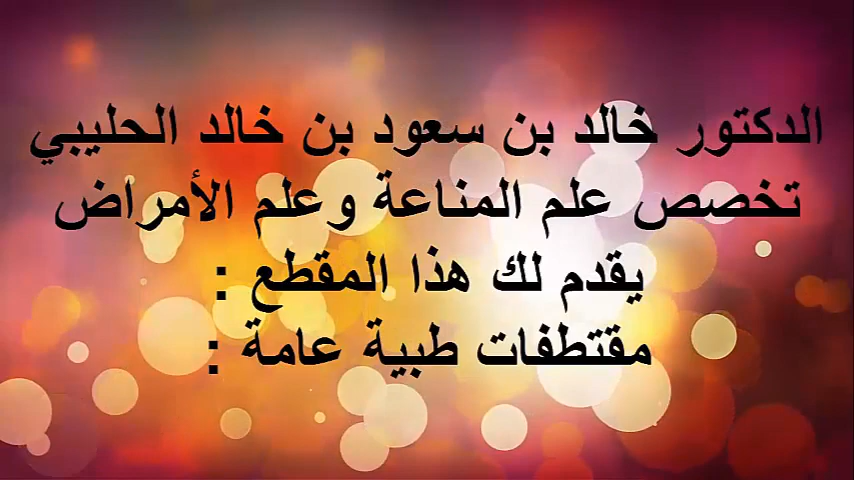 الدكتور خالد بن سعود بن خالد الحليبي
تخصص علم المناعة وعلم الأمراض
يقدم لك هذا المقطع :
مقتطفات طبية عامة :